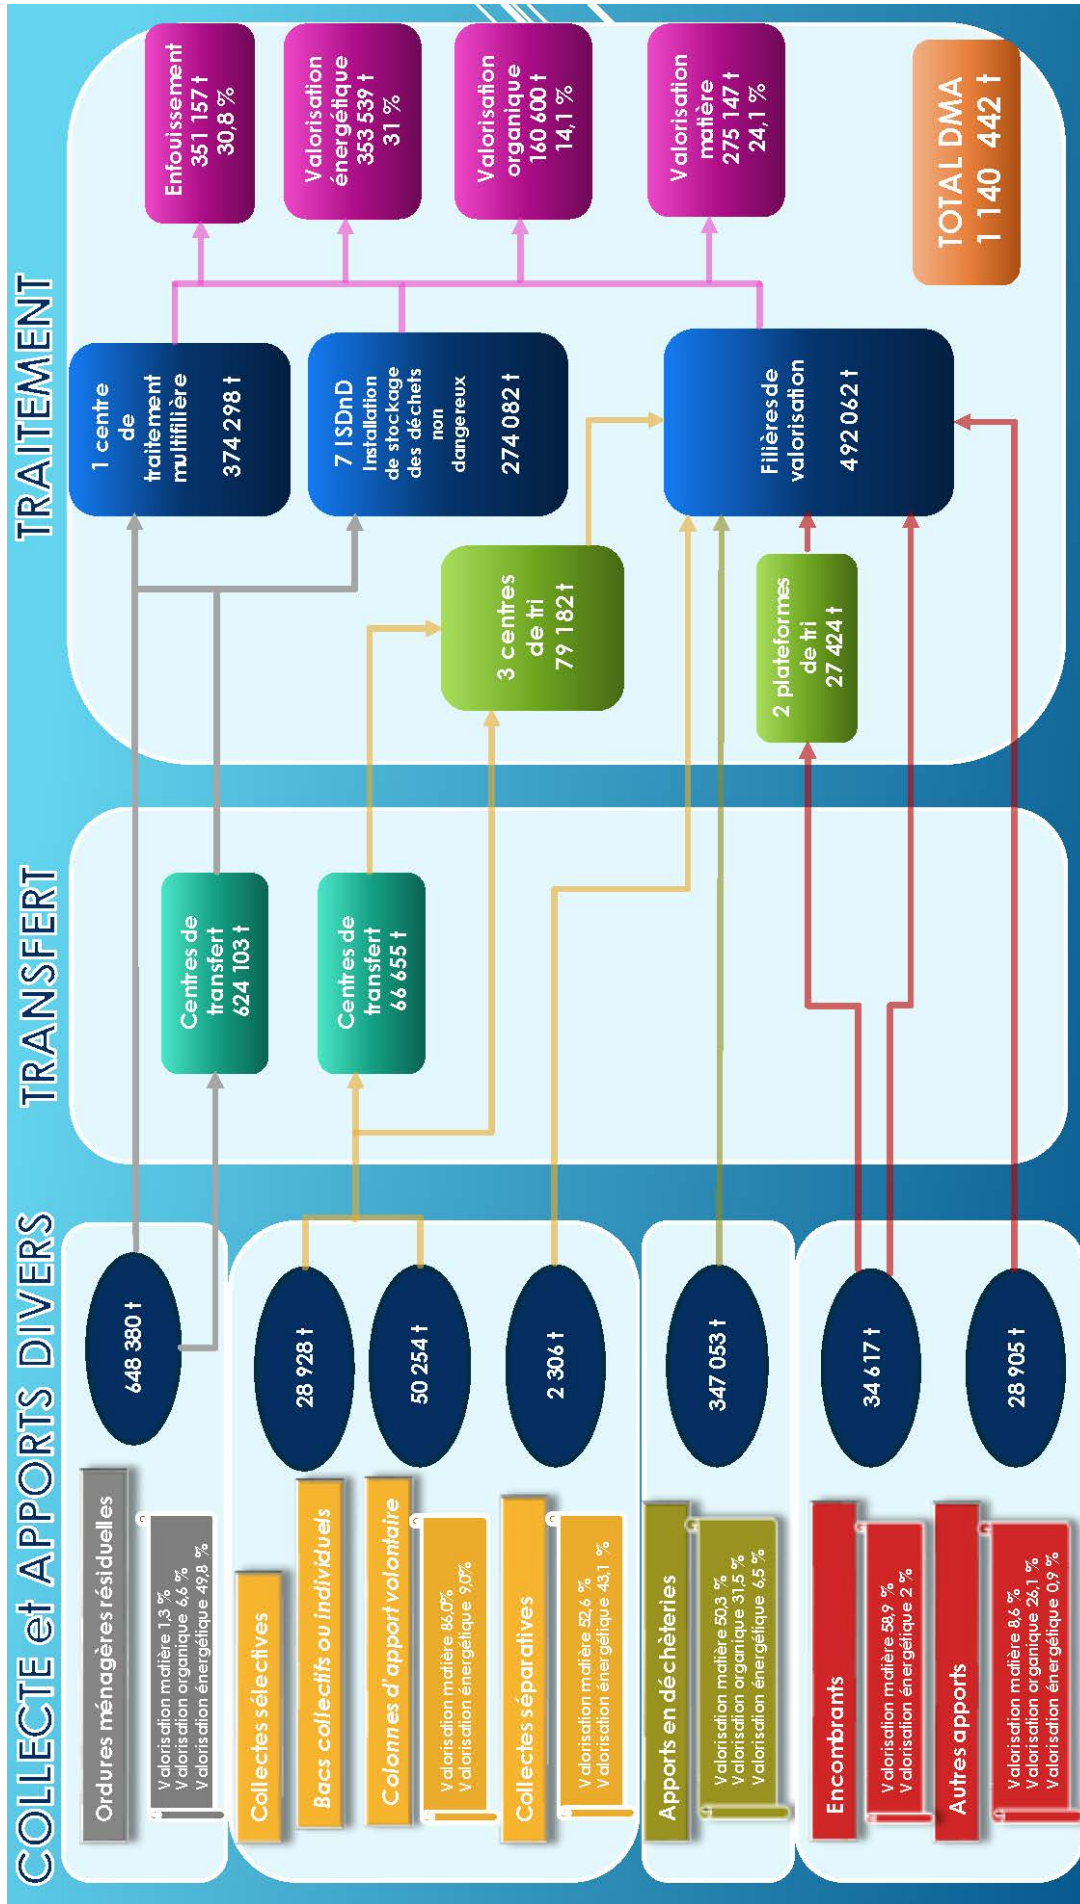 COLLECTE et APPORTS DIVERS
TRANSFERT
TRAITEMENT
Ordures ménagères résiduelles
Valorisation matière 1,3 %
Valorisation organique 6,6 %
Valorisation énergétique 49,8 %
648 380 t
Collectes sélectives
Bacs collectifs ou individuels
28 928 t
Colonnes d'apport volontaire
50 254 t
Valorisation matière 86,0%
Valorisation énergétique 9,0%
Collectes séparatives
2 306 t
Valorisation matière 52,6 %
Valorisation énergétique 43,1 %
Apports en déchèteries
347 053 t
Valorisation matière 50,3 %
Valorisation organique 31,5 %
Valorisation énergétique 6,5 %
Encombrants
34 617 t
Valorisation matière 58,9 %
Valorisation énergétique 2 %
Autres apports
28 905 t
Valorisation matière 8,6 %
Valorisation organique 26,1 %
Valorisation énergétique 0,9 %
Centres de
transfert
624 103 t
Centres de
transfert
66 655 t
3 centres
de tri
79 182 t
2 plateformes
de tri
27 424 t
1 centre
de
traitement
multifilière
374 298 t
7 ISDnD
Installation
de stockage
des déchets
non
dangereux
274 082 t
Filières de
valorisation
492 062 t
Enfouissement
351 157 t
30,8 %
Valorisation
énergétique
353 539 t
31 %
Valorisation
organique
160 600 t
14,1 %
Valorisation
matière
275 147 t
24,1 %
TOTAL DMA
1 140 442 t